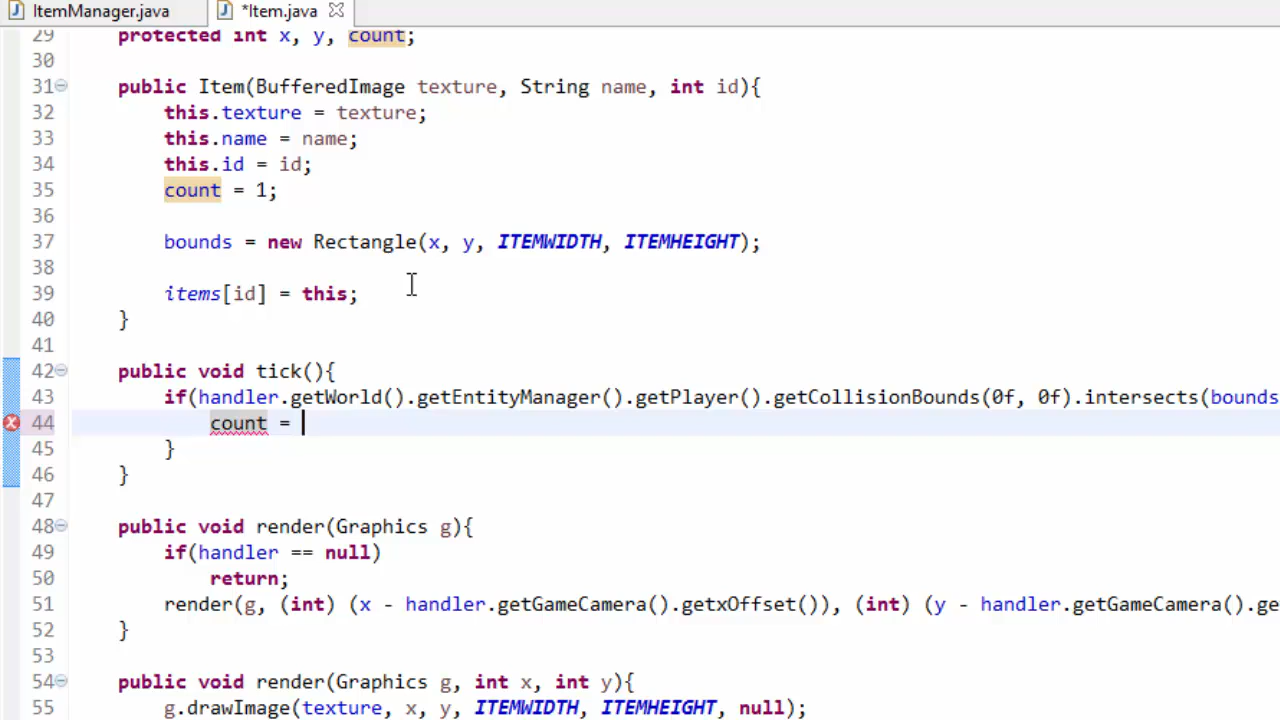 ItemManager.java *Item.java
29 protected int x, y, count;
30
31 public Item(BufferedImage texture, String name, int id){
32 this.texture = texture;
33 this.name = name;
34 this.id = id;
35 count = 1;
36
37 bounds = new Rectangle(x, y, ITEMWIDTH, ITEMHEIGHT);
38
39 items[id] = this;
40 }
41
42 public void tick(){
43 if(handler.getWorld().getEntityManager().getPlayer().getCollisionBounds(0f, 0f).intersects(bounds
44 count =
45 }
46 }
47
48 public void render(Graphics g){
49 if(handler == null)
50 return;
51 render(g, (int) (x - handler.getGameCamera().getxOffset()), (int) (y - handler.getGameCamera().ge
52 }
53
54 public void render(Graphics g, int x, int y){
55 g.drawImage(texture, x, y, ITEMWIDTH, ITEMHEIGHT, null);